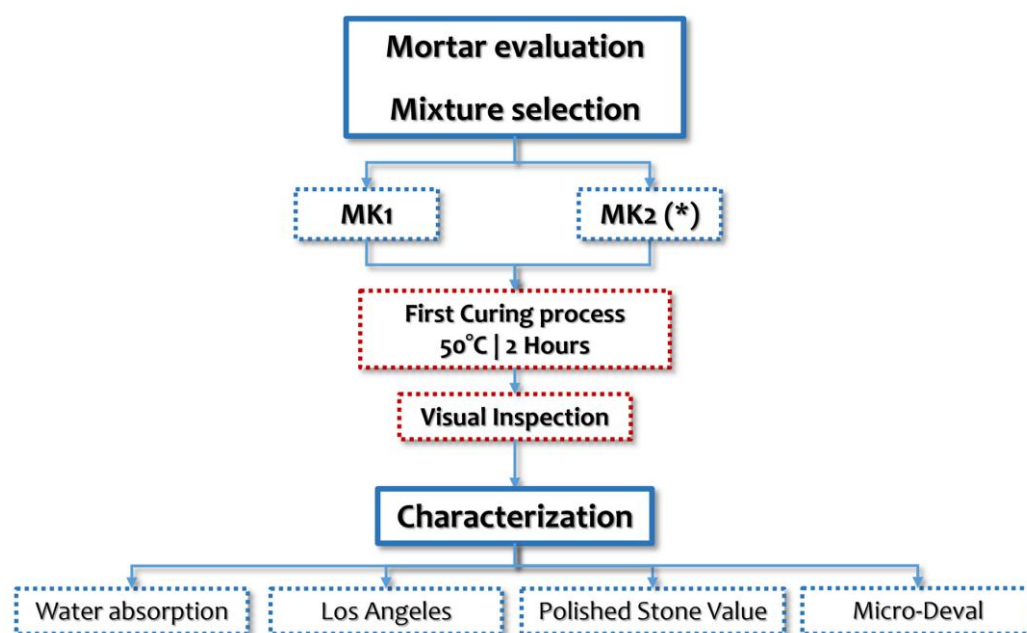 Mortar evaluation
Mixture selection
MK1
MK2 (*)
First Curing process
50°C | 2 Hours
Visual Inspection
Characterization
Water absorption
Los Angeles
Polished Stone Value
Micro-Deval